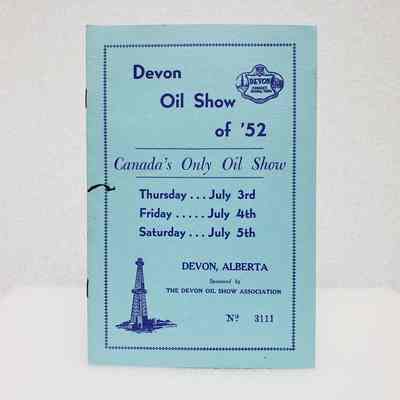 Devon
Oil Show
of '52
DEVON
Canada's Only Oil Show
Thursday . . . July 3rd
Friday . . . . . July 4th
Saturday . . July 5th
DEVON, ALBERTA
Sponsored by
THE DEVON OIL SHOW ASSOCIATION
Nº 3111